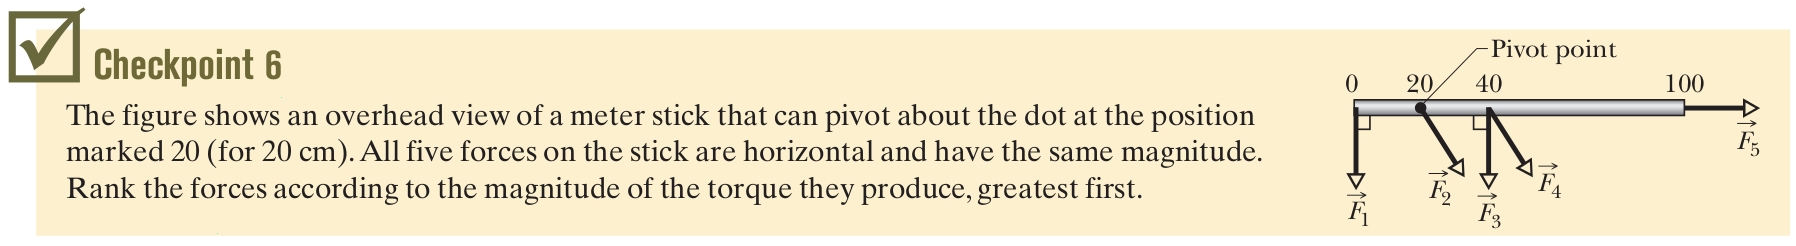 Checkpoint 6
The figure shows an overhead view of a meter stick that can pivot about the dot at the position
marked 20 (for 20 cm). All five forces on the stick are horizontal and have the same magnitude.
Rank the forces according to the magnitude of the torque they produce, greatest first.
Pivot point
0 20 40 100
F₅
F₂ F₄
F₁ F₃